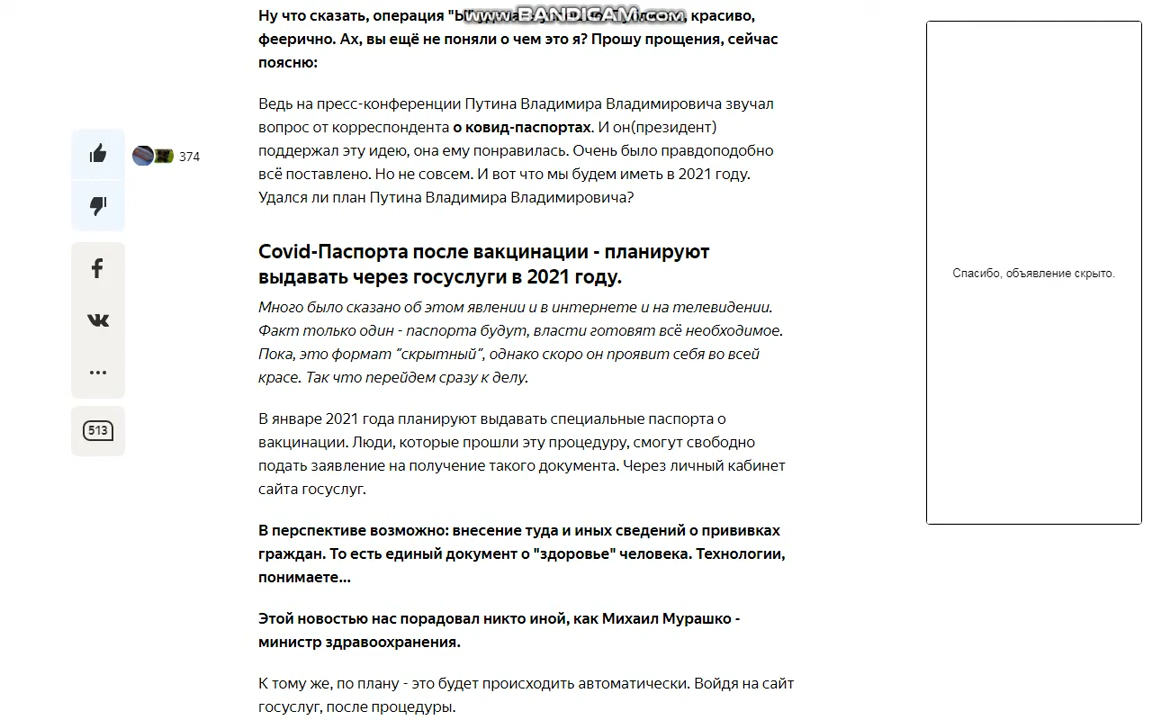 Ну что сказать, операция "Ы" красиво,
www.BANDICAM.com
феерично. Ах, вы ещё не поняли о чем это я? Прошу прощения, сейчас
поясню:
Ведь на пресс-конференции Путина Владимира Владимировича звучал
вопрос от корреспондента о ковид-паспортах. И он(президент)
поддержал эту идею, она ему понравилась. Очень было правдоподобно
всё поставлено. Но не совсем. И вот что мы будем иметь в 2021 году.
Удался ли план Путина Владимира Владимировича?
374
Covid-Паспорта после вакцинации - планируют
выдавать через госуслуги в 2021 году.
Много было сказано об этом явлении и в интернете и на телевидении.
Факт только один - паспорта будут, власти готовят всё необходимое.
Пока, это формат "скрытный", однако скоро он проявит себя во всей
красе. Так что перейдем сразу к делу.
513
В январе 2021 года планируют выдавать специальные паспорта о
вакцинации. Люди, которые прошли эту процедуру, смогут свободно
подать заявление на получение такого документа. Через личный кабинет
сайта госуслуг.
В перспективе возможно: внесение туда и иных сведений о прививках
граждан. То есть единый документ о "здоровье" человека. Технологии,
понимаете...
Этой новостью нас порадовал никто иной, как Михаил Мурашко -
министр здравоохранения.
К тому же, по плану - это будет происходить автоматически. Войдя на сайт
госуслуг, после процедуры.
Спасибо, объявление скрыто.